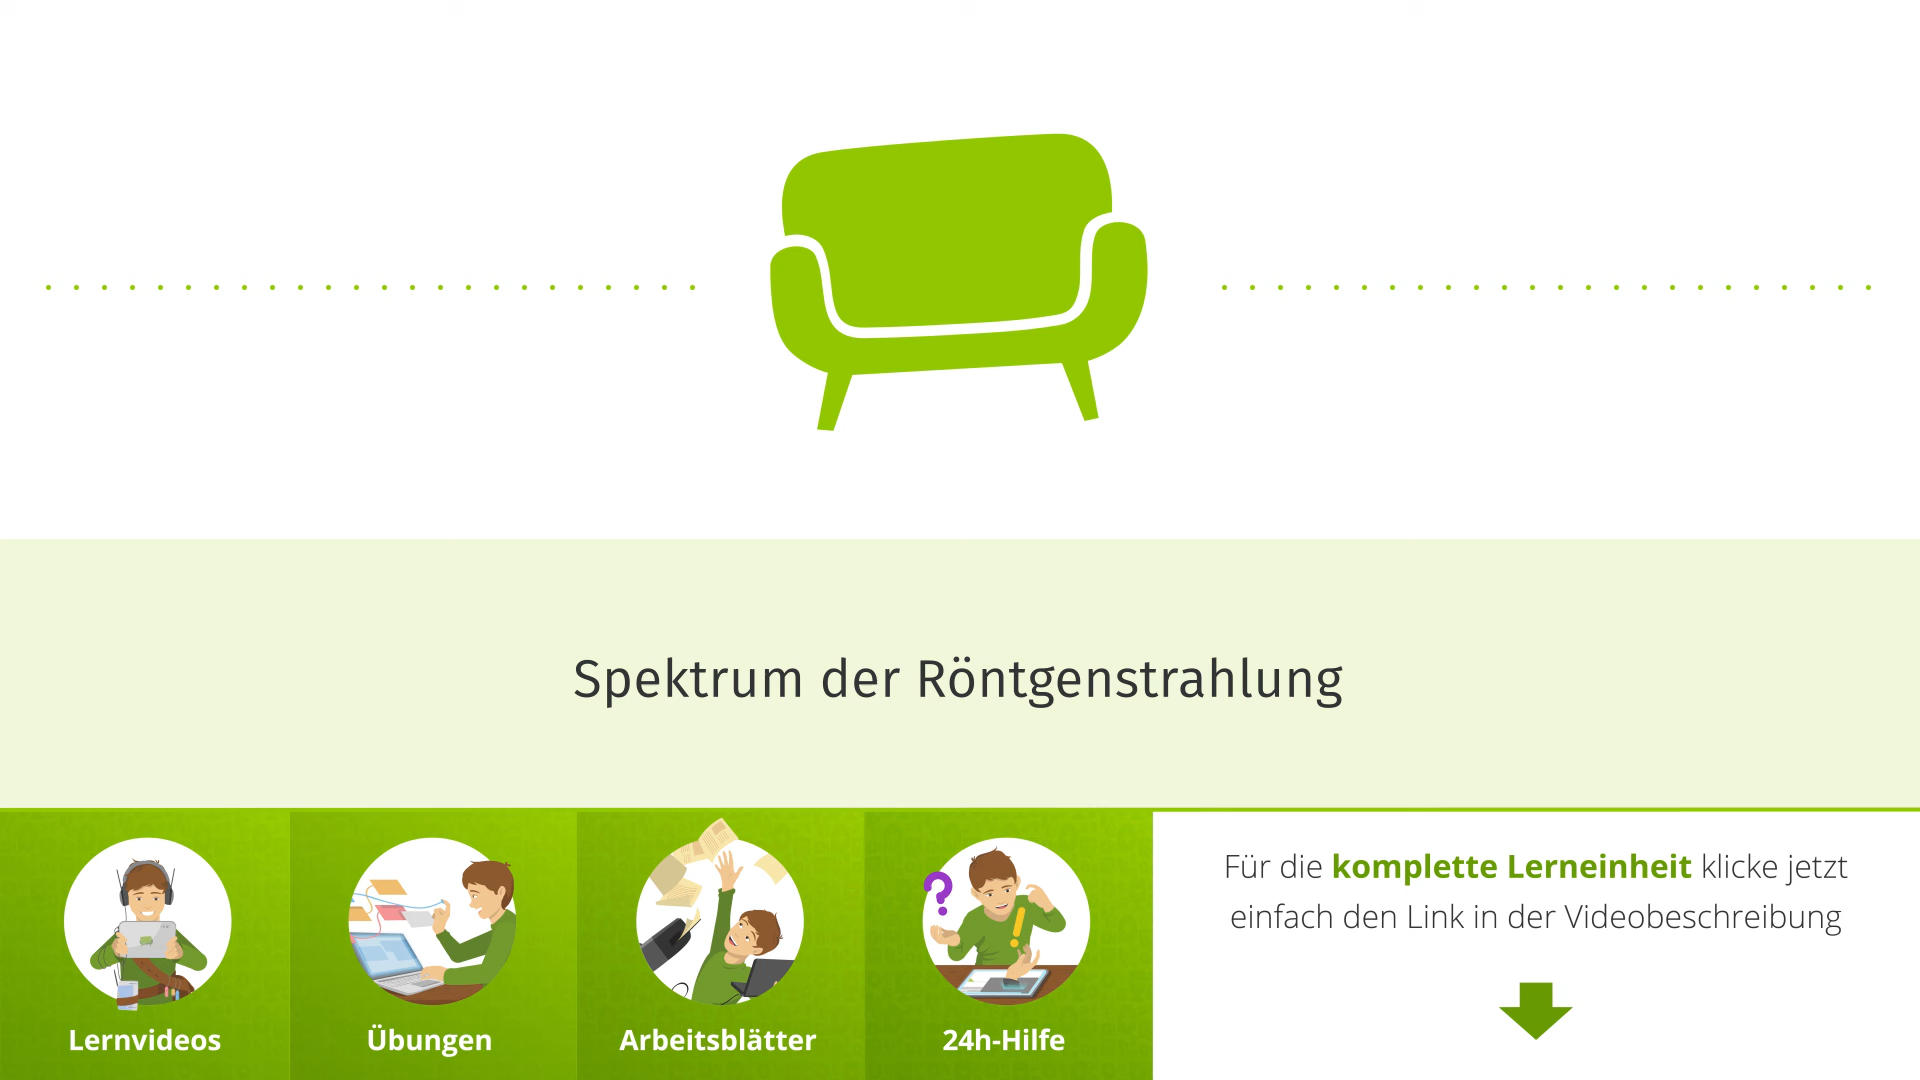 Spektrum der Röntgenstrahlung
Für die komplette Lerneinheit klicke jetzt
einfach den Link in der Videobeschreibung
Lernvideos
Übungen
Arbeitsblätter
24h-Hilfe